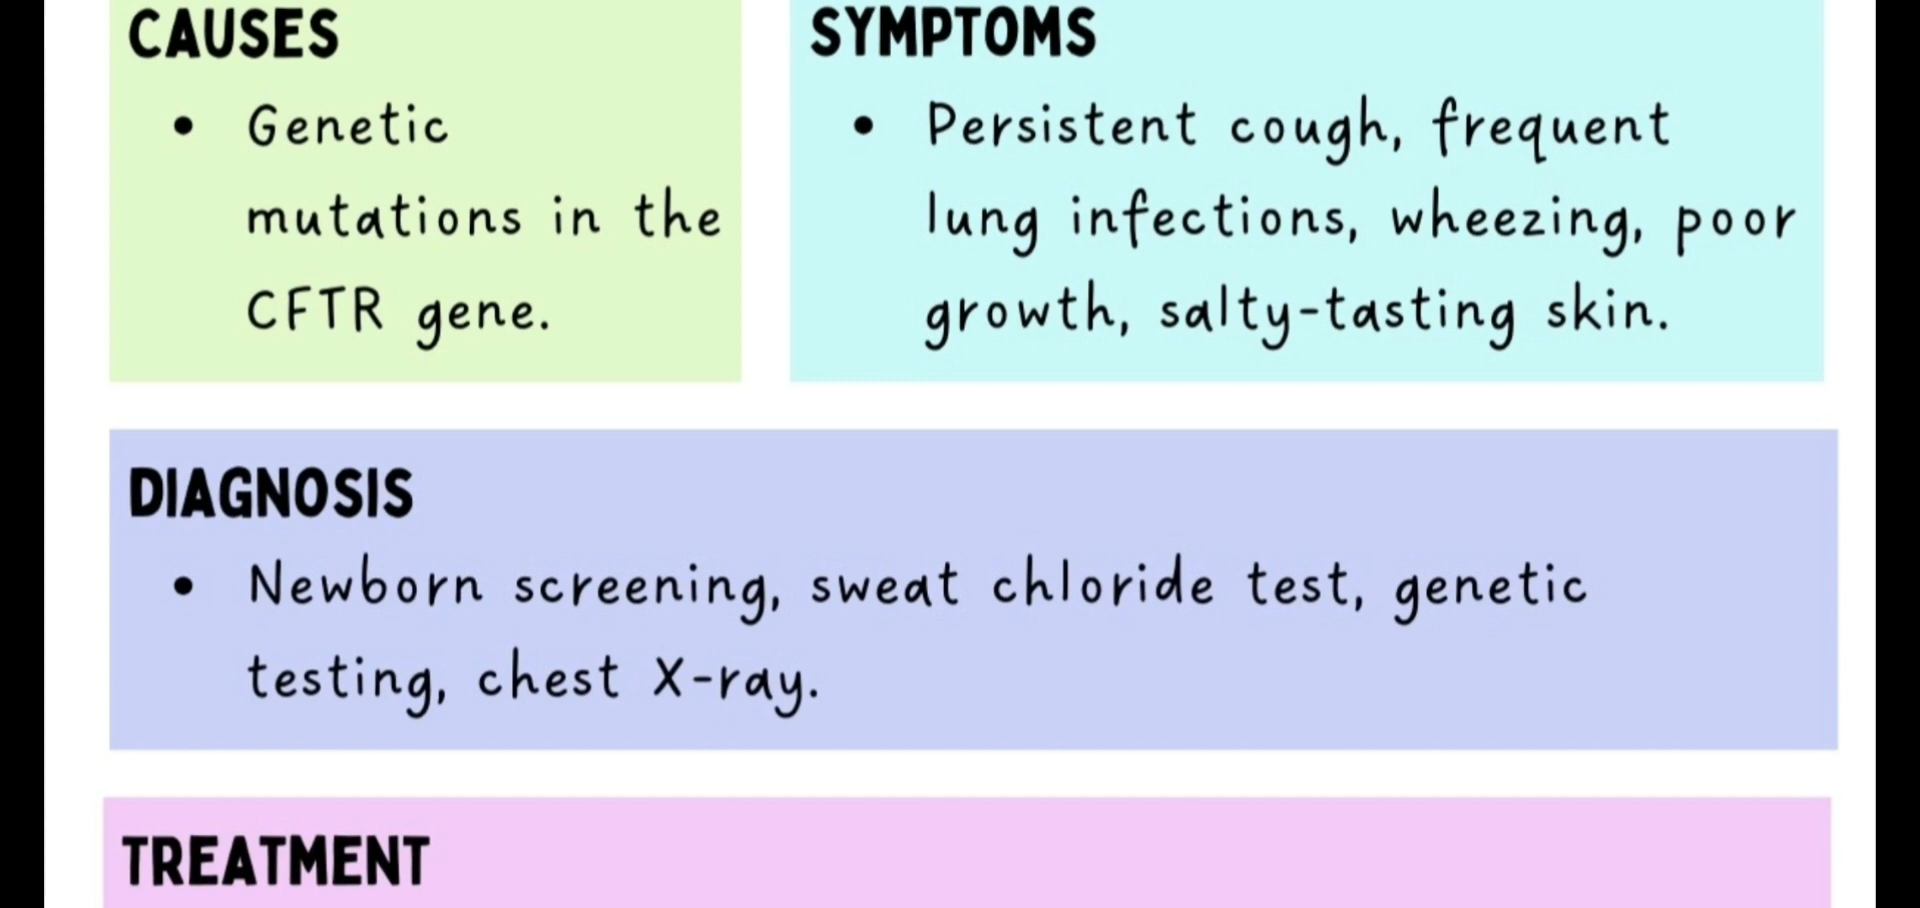 CAUSES
• Genetic
mutations in the
CFTR gene.
SYMPTOMS
• Persistent cough, frequent
lung infections, wheezing, poor
growth, salty-tasting skin.
DIAGNOSIS
• Newborn screening, sweat chloride test, genetic
testing, chest X-ray.
TREATMENT